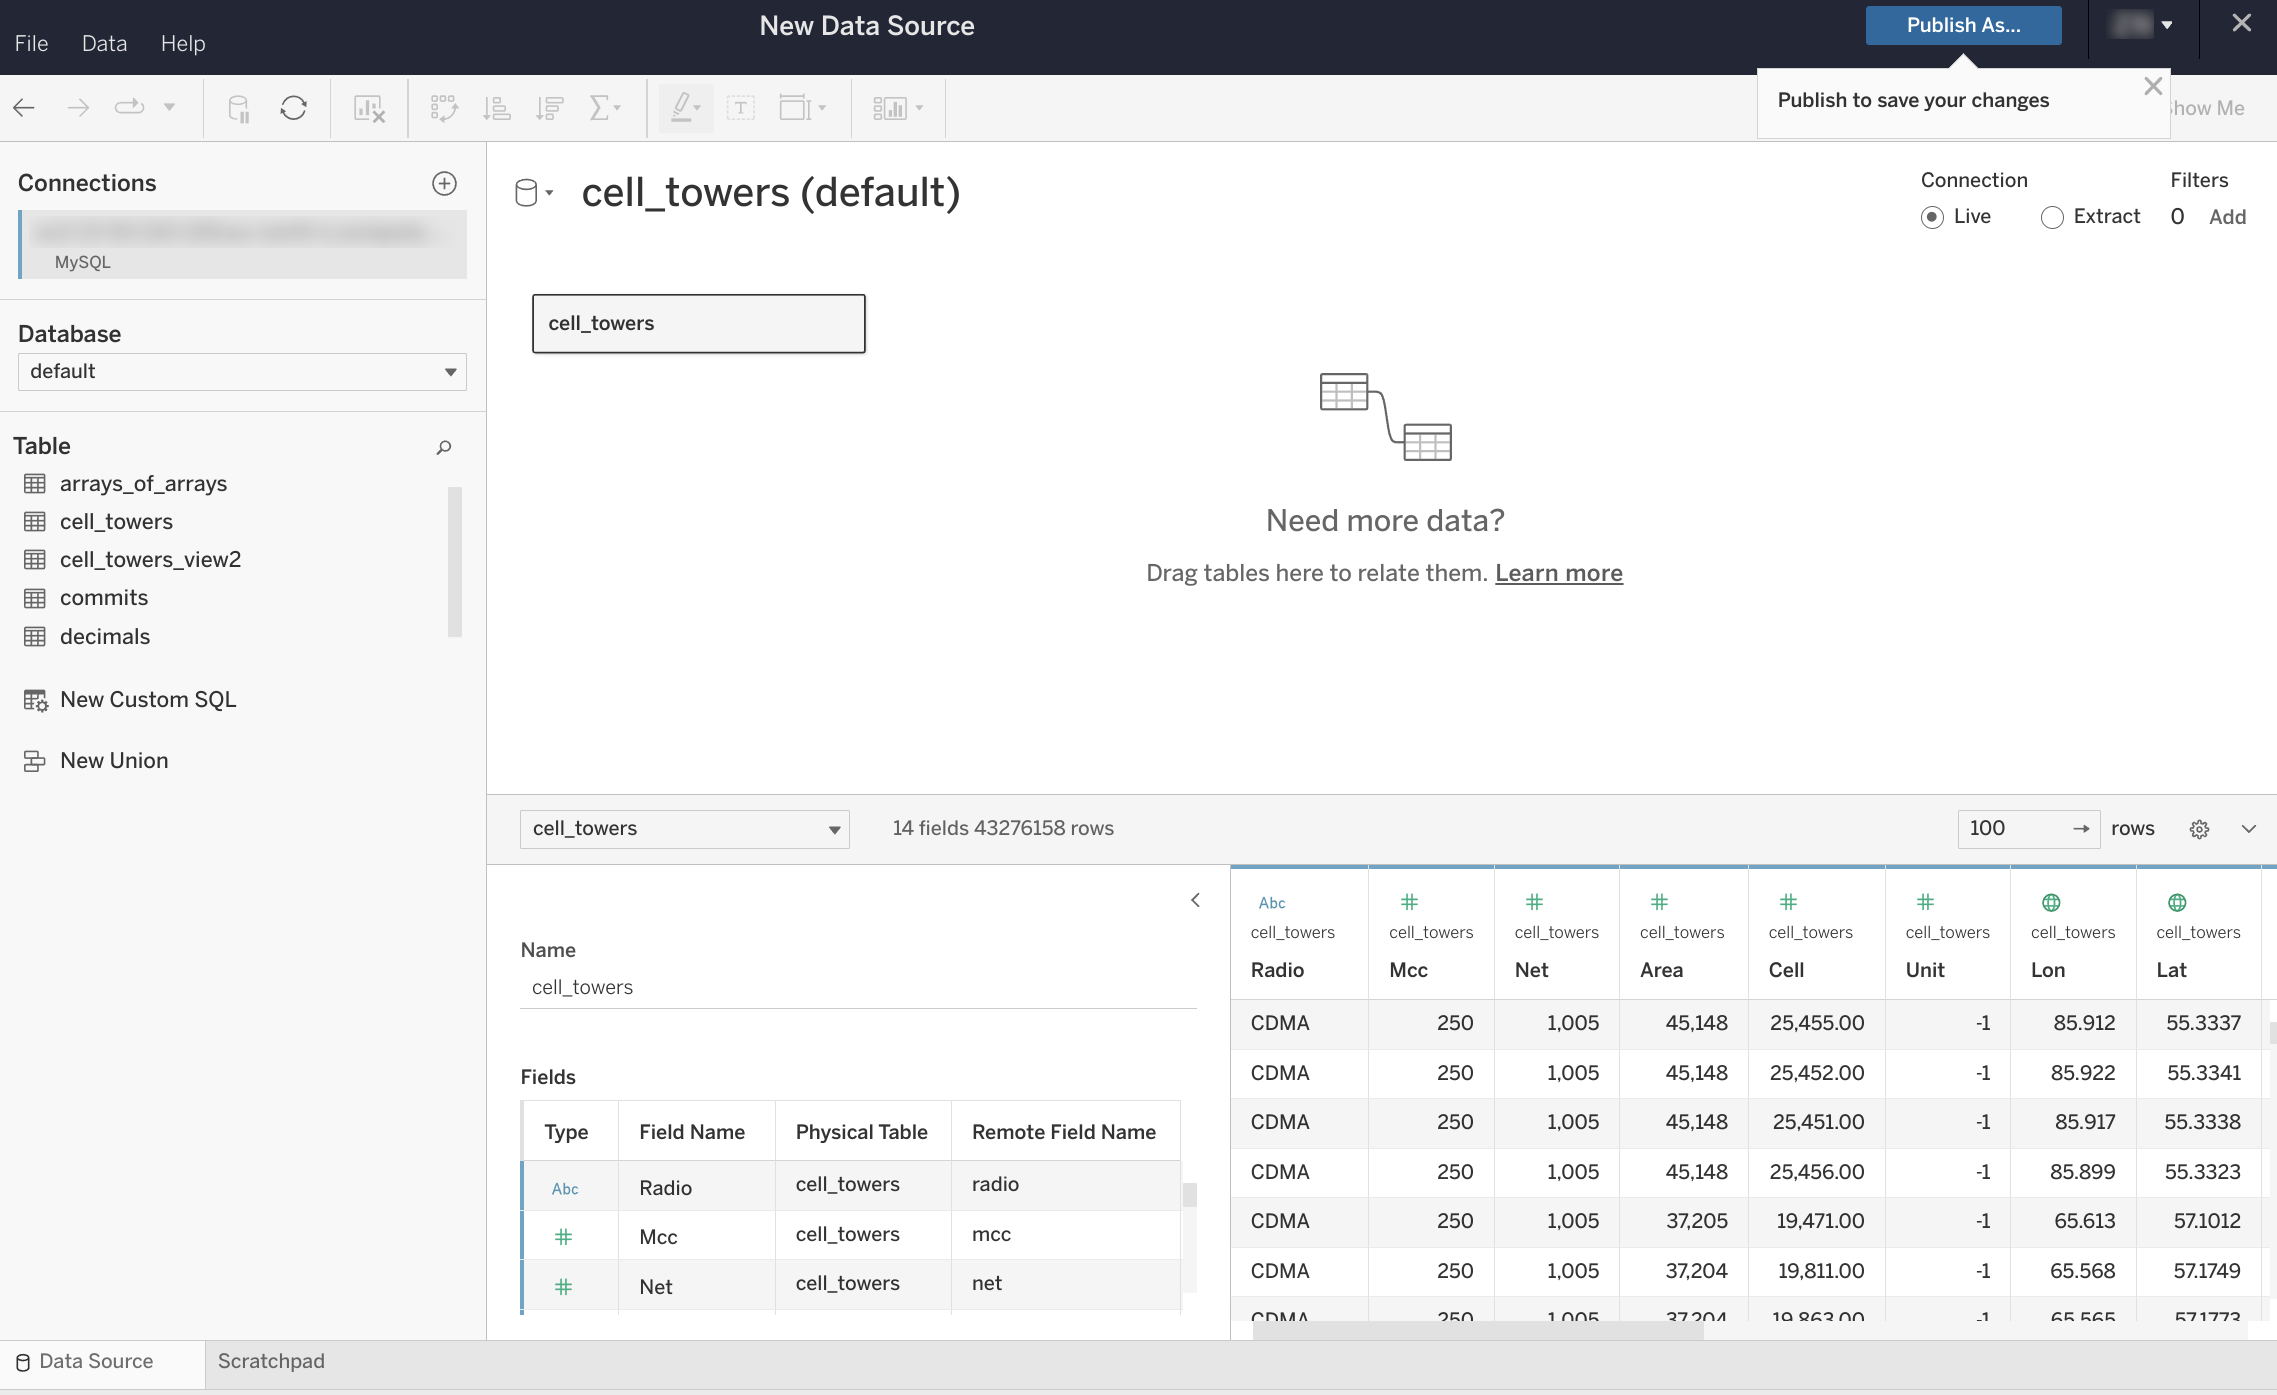 New Data Source
Publish As...
File Data Help
Publish to save your changes
how Me
Connections
MySQL
Database
default
Table
arrays_of_arrays
cell_towers
cell_towers_view2
commits
decimals
New Custom SQL
New Union
cell_towers (default)
Connection
Live Extract
Filters
0 Add
cell_towers
Need more data?
Drag tables here to relate them. Learn more
cell_towers 14 fields 43276158 rows 100 → rows
Name
cell_towers
Fields
Type Field Name Physical Table Remote Field Name
Abc Radio cell_towers radio
# Mcc cell_towers mcc
# Net cell_towers net
Abc # # # # #
cell_towers cell_towers cell_towers cell_towers cell_towers cell_towers cell_towers cell_towers
Radio Mcc Net Area Cell Unit Lon Lat
CDMA 250 1,005 45,148 25,455.00 -1 85.912 55.3337
CDMA 250 1,005 45,148 25,452.00 -1 85.922 55.3341
CDMA 250 1,005 45,148 25,451.00 -1 85.917 55.3338
CDMA 250 1,005 45,148 25,456.00 -1 85.899 55.3323
CDMA 250 1,005 37,205 19,471.00 -1 65.613 57.1012
CDMA 250 1,005 37,204 19,811.00 -1 65.568 57.1749
CDMA 250 1,005 37,204 19,863.00 -1 65.565 57.1773
Data Source Scratchpad